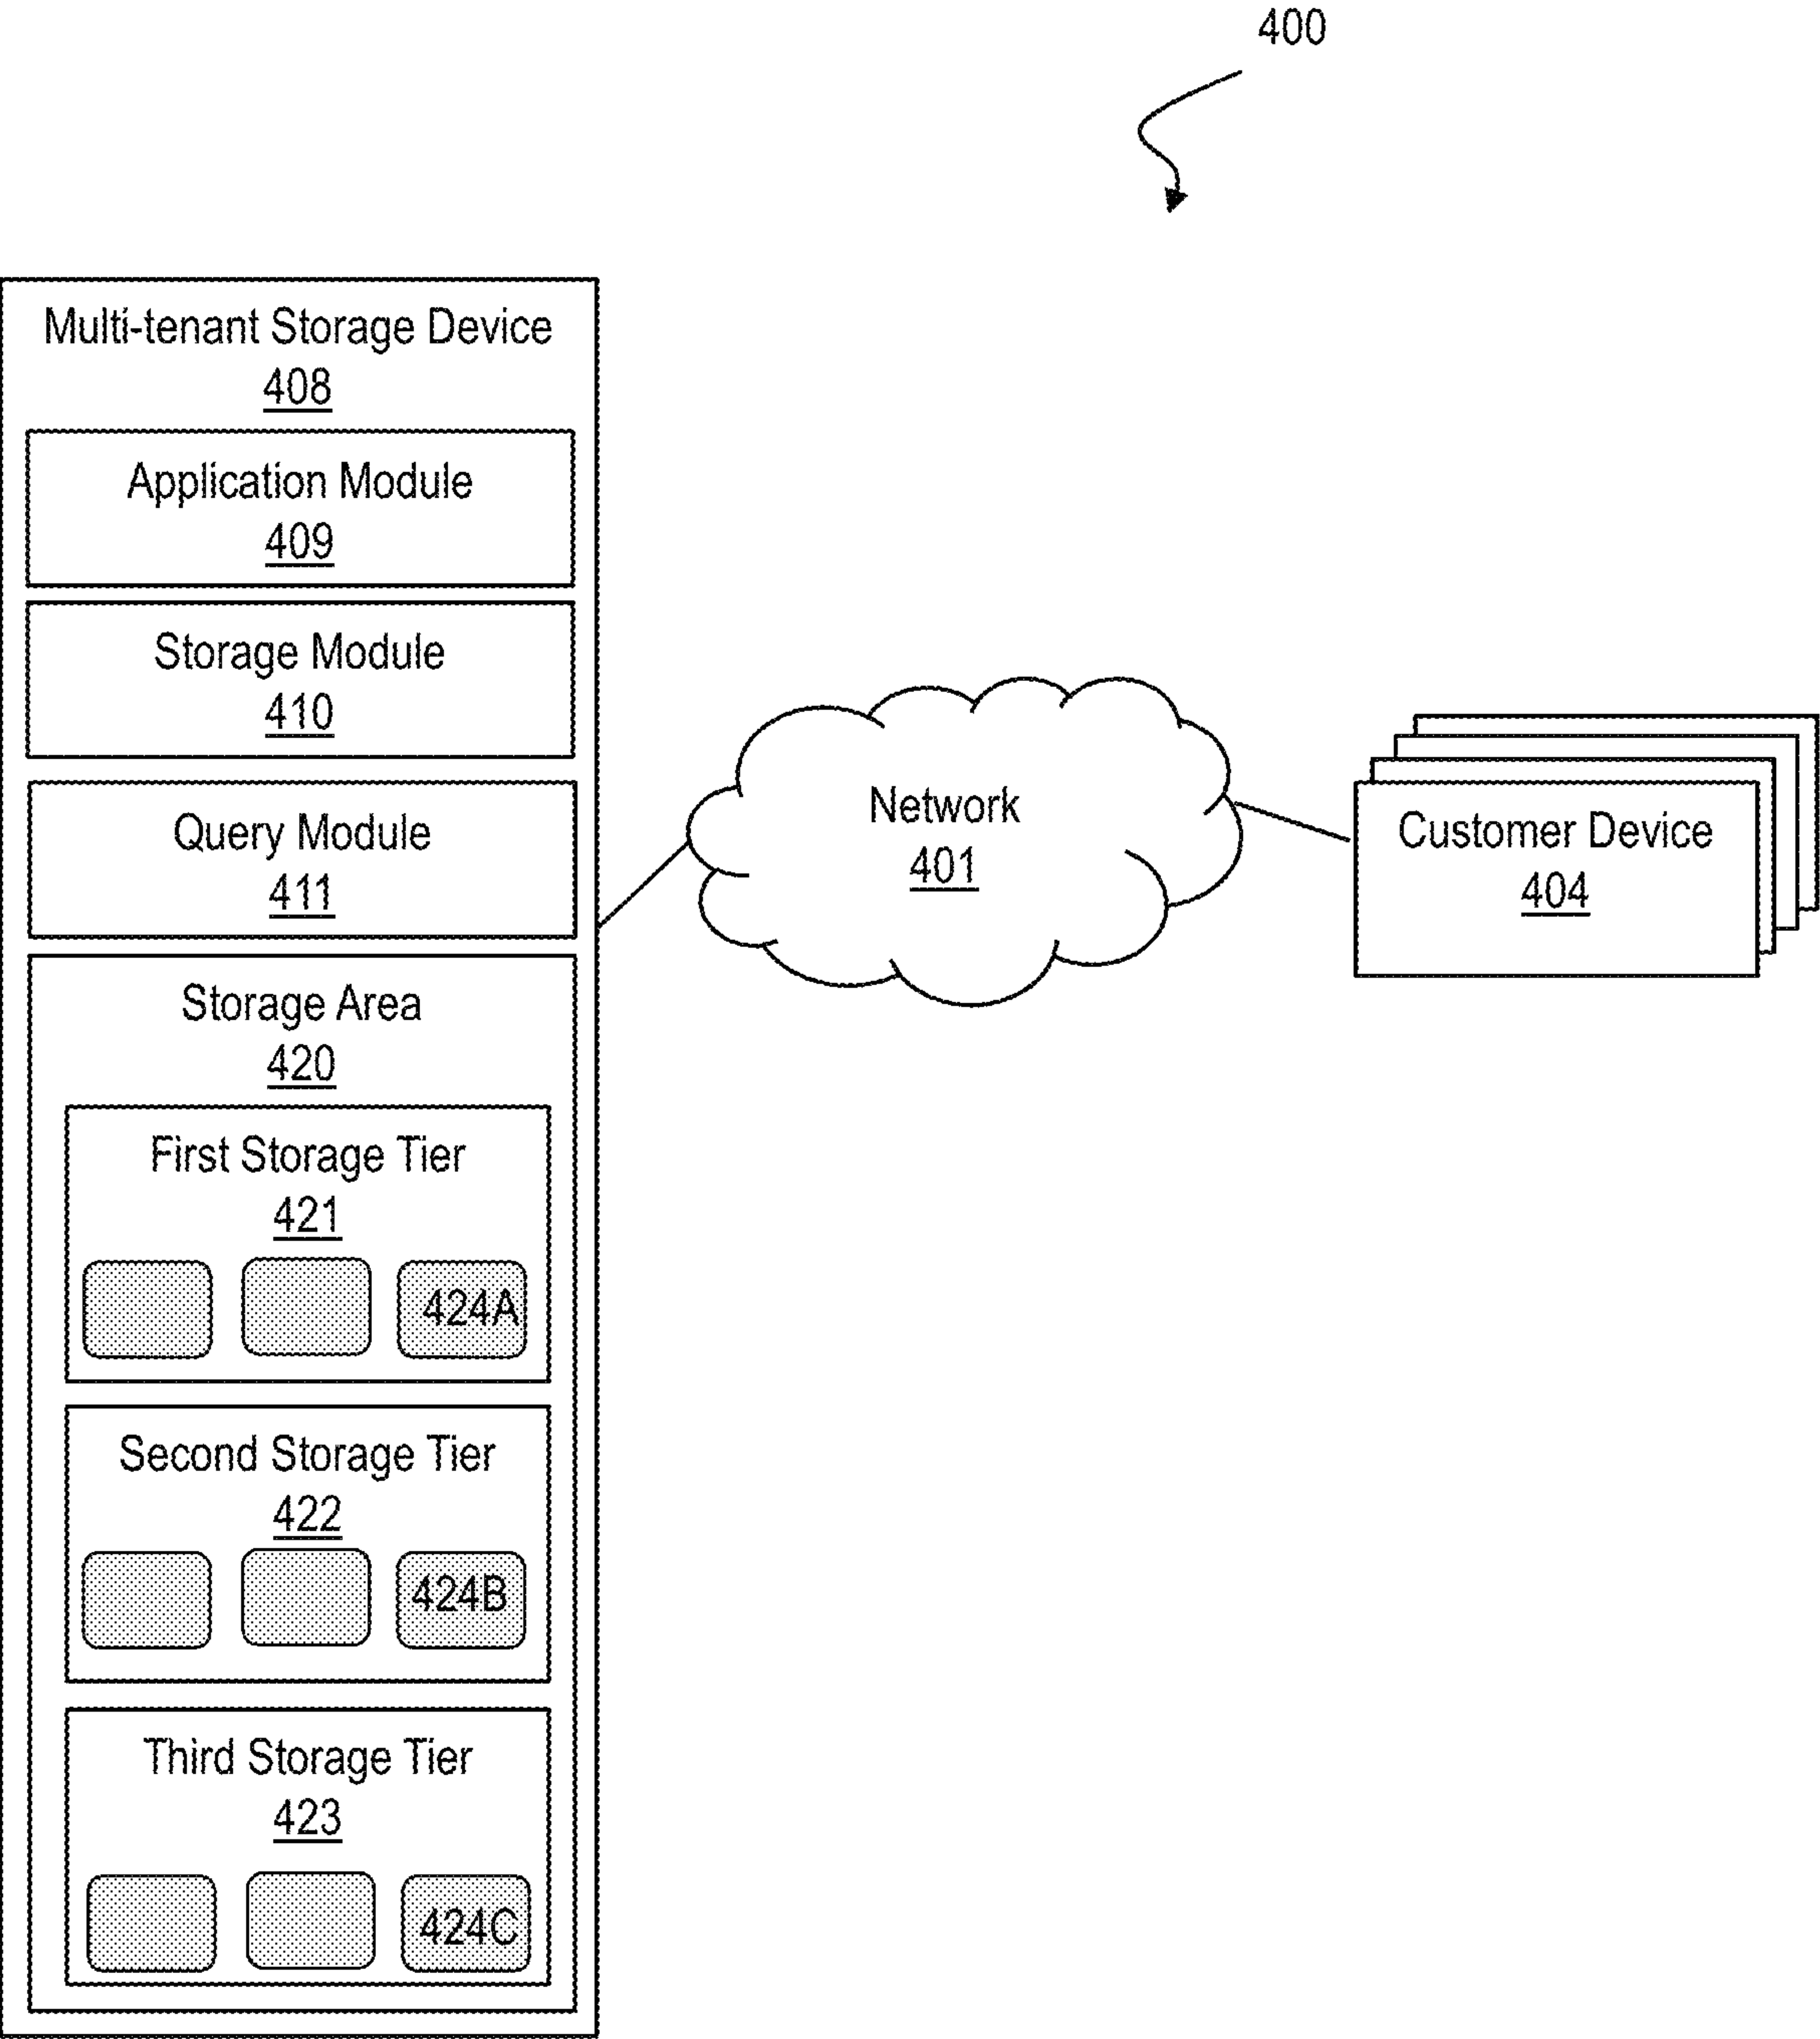 400
Multi-tenant Storage Device
408
Application Module
409
Storage Module
410
Query Module
411
Storage Area
420
First Storage Tier
421
424A
Second Storage Tier
422
424B
Third Storage Tier
423
424C
Network
401
Customer Device
404